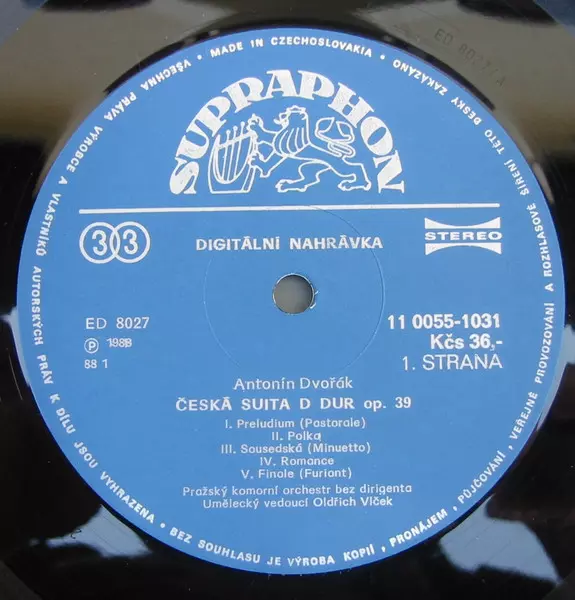 VŠECHNA PRÁVA VÝROBCE A VLASTNÍKŮ AUTORSKÝCH PRÁV K DÍLU JSOU VYHRAZENA • BEZ SOUHLASU JE VÝROBA KOPIÍ, PRONÁJEM, PŮJČOVÁNÍ, VEŘEJNÉ PROVOZOVÁNÍ A ROZHLASOVÉ ŠÍŘENÍ TÉTO DESKY ZAKÁZÁNO • MADE IN CZECHOSLOVAKIA •
SUPRAPHON
33
DIGITÁLNÍ NAHRÁVKA
STEREO
ED 8027
11 0055-1031
℗ 1988
Kčs 36,-
88 1
1. STRANA
Antonín Dvořák
ČESKÁ SUITA D DUR op. 39
I. Preludium (Pastorale)
II. Polka
III. Sousedská (Minuetto)
IV. Romance
V. Finale (Furiant)
Pražský komorní orchestr bez dirigenta
Umělecký vedoucí Oldřich Vlček